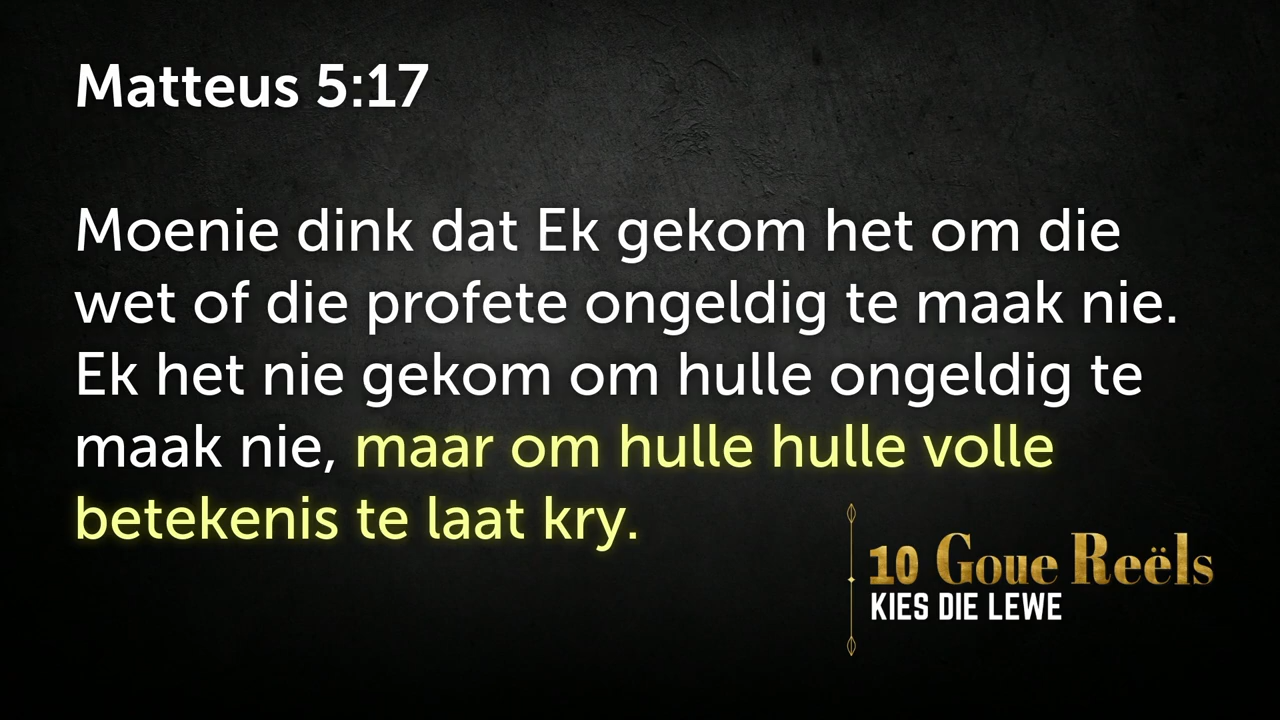 Matteus 5:17
Moenie dink dat Ek gekom het om die
wet of die profete ongeldig te maak nie.
Ek het nie gekom om hulle ongeldig te
maak nie, maar om hulle hulle volle
betekenis te laat kry.
10 Goue Reëls
KIES DIE LEWE